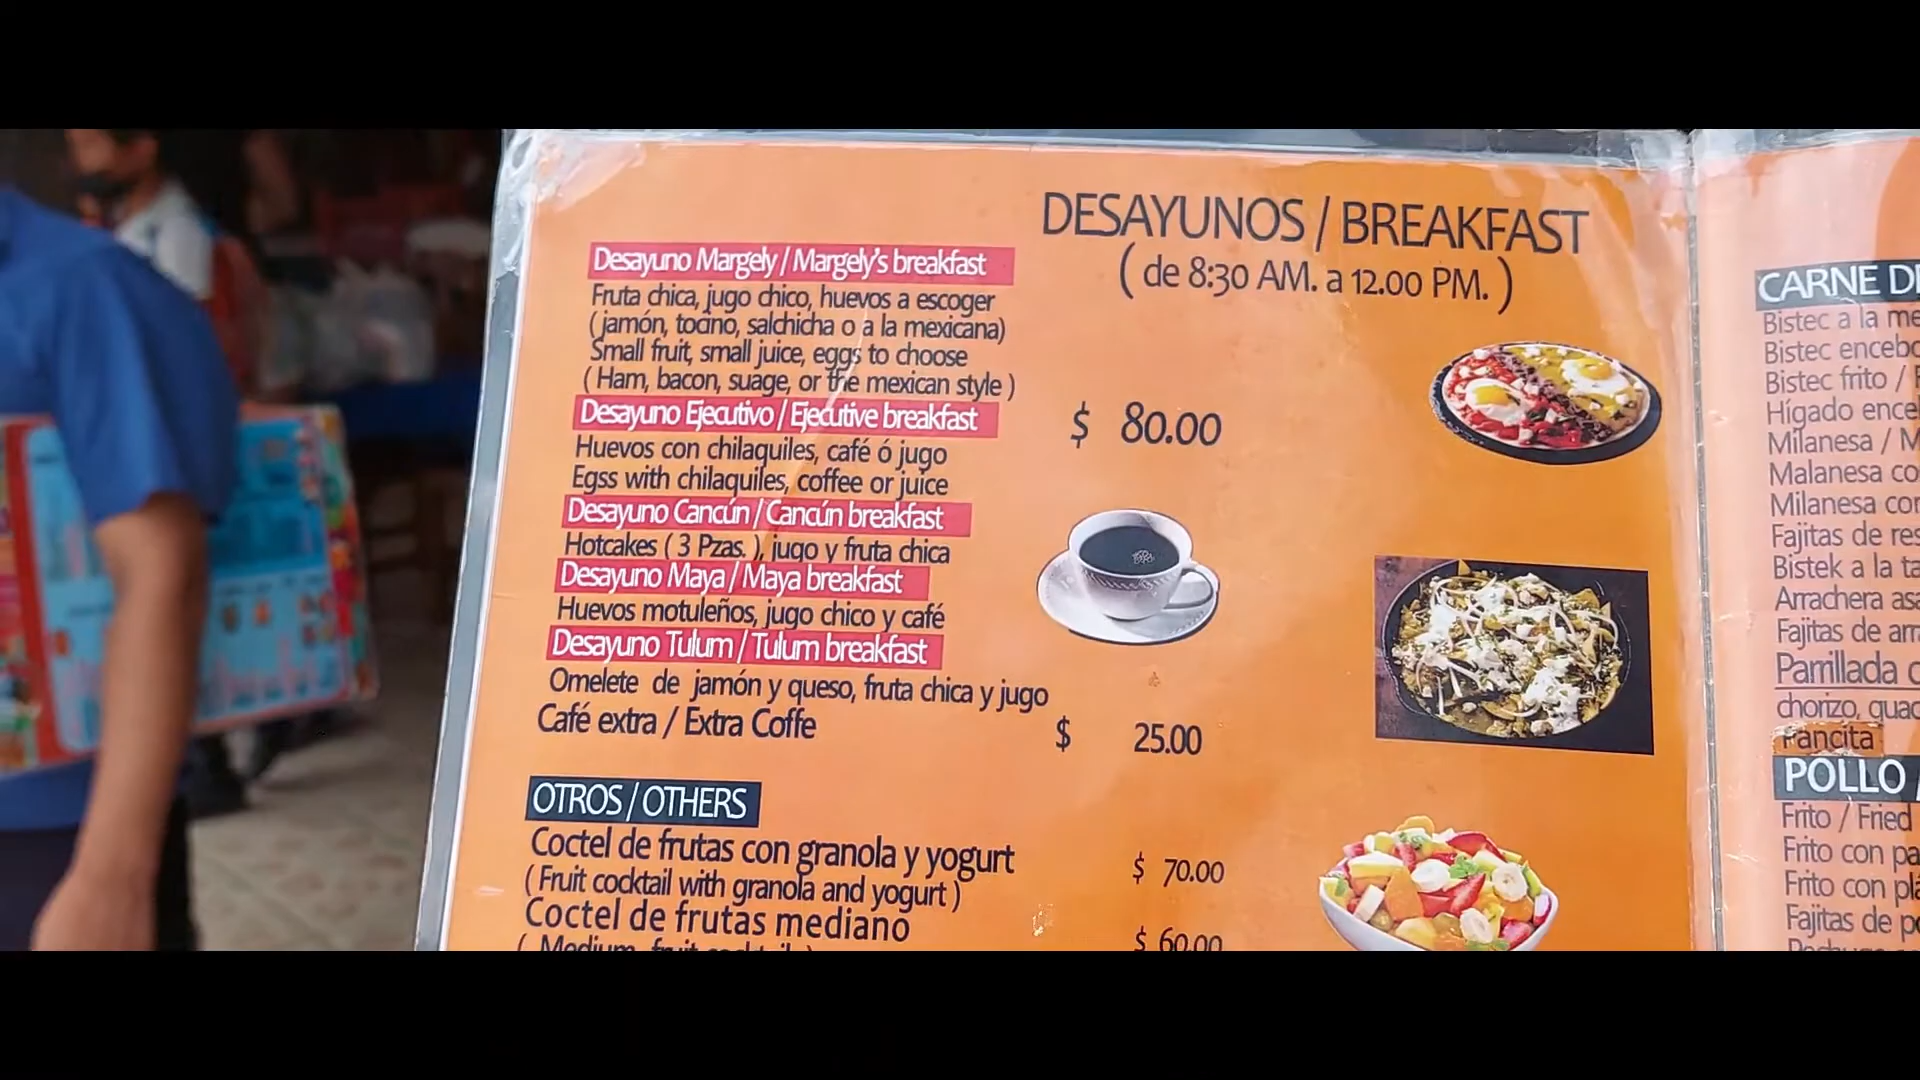 DESAYUNOS / BREAKFAST
( de 8:30 AM. a 12.00 PM. )
Desayuno Margely / Margely's breakfast
Fruta chica, jugo chico, huevos a escoger
( jamón, tocino, salchicha o a la mexicana)
Small fruit, small juice, eggs to choose
( Ham, bacon, suage, or the mexican style )
Desayuno Ejecutivo / Ejecutive breakfast
$ 80.00
Huevos con chilaquiles, café ó jugo
Egss with chilaquiles, coffee or juice
Desayuno Cancún / Cancún breakfast
Hotcakes ( 3 Pzas. ), jugo y fruta chica
Desayuno Maya / Maya breakfast
Huevos motuleños, jugo chico y café
Desayuno Tulum / Tulum breakfast
Omelete de jamón y queso, fruta chica y jugo
Café extra / Extra Coffe $ 25.00
OTROS / OTHERS
Coctel de frutas con granola y yogurt $ 70.00
( Fruit cocktail with granola and yogurt )
Coctel de frutas mediano $ 60.00
( Medium fruit cocktail )
CARNE
Bistec a la
Bistec
Bistec frito /
Hígado
Milanesa /
Malanesa
Milanesa
Fajitas de
Bistek a la
Arrachera
Fajitas de
Parrillada
chorizo,
Pancita
POLLO
Frito / Fried
Frito con
Frito con
Fajitas de